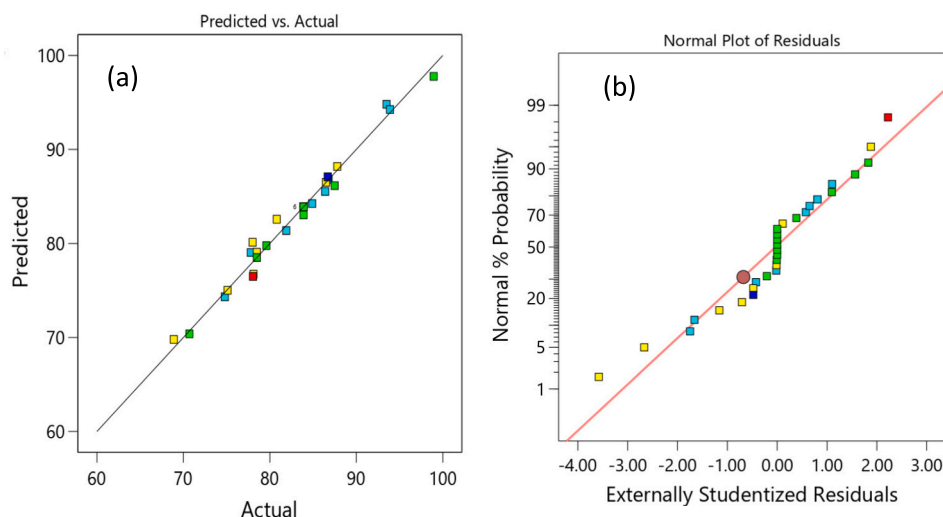 Predicted vs. Actual
(a)
Predicted
100
90
80
70
60
6
60 70 80 90 100
Actual
Normal Plot of Residuals
(b)
Normal % Probability
99
90
70
50
20
5
1
-4.00 -3.00 -2.00 -1.00 0.00 1.00 2.00 3.00
Externally Studentized Residuals